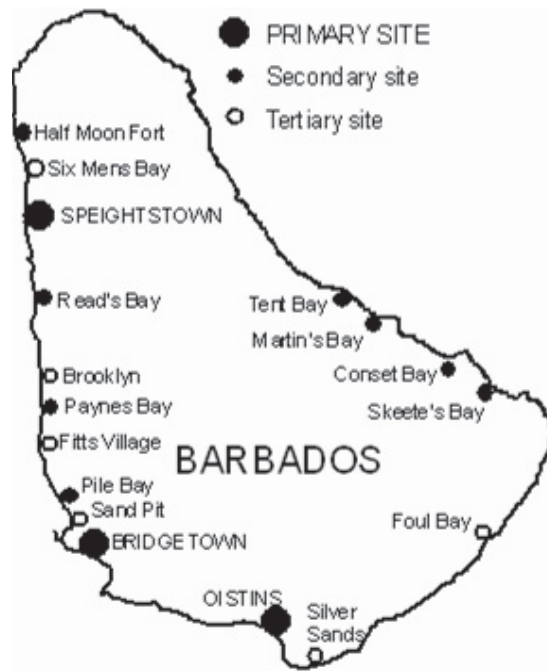 PRIMARY SITE
Secondary site
Tertiary site
Half Moon Fort
Six Mens Bay
SPEIGHTSTOWN
Read's Bay
Tent Bay
Martin's Bay
Brooklyn
Conset Bay
Paynes Bay
Skeete's Bay
Fitts Village
BARBADOS
Pile Bay
Sand Pit
Foul Bay
BRIDGETOWN
OISTINS
Silver
Sands